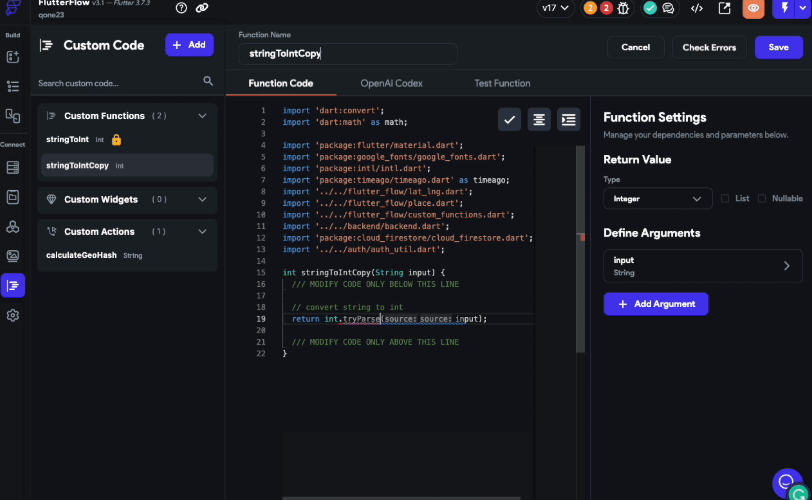 FlutterFlow v3.1 — Flutter 3.7.3
qone23
v17
2
2
Build
Custom Code
+ Add
Search custom code...
Connect
Custom Functions (2)
stringToInt Int
stringToIntCopy Int
Custom Widgets (0)
Custom Actions (1)
calculateGeoHash String
Function Name
stringToIntCopy
Cancel
Check Errors
Save
Function Code
OpenAI Codex
Test Function
1 import 'dart:convert';
2 import 'dart:math' as math;
3
4 import 'package:flutter/material.dart';
5 import 'package:google_fonts/google_fonts.dart';
6 import 'package:intl/intl.dart';
7 import 'package:timeago/timeago.dart' as timeago;
8 import '../../flutter_flow/lat_lng.dart';
9 import '../../flutter_flow/place.dart';
10 import '../../flutter_flow/custom_functions.dart';
11 import '../../backend/backend.dart';
12 import 'package:cloud_firestore/cloud_firestore.dart';
13 import '../../auth/auth_util.dart';
14
15 int stringToIntCopy(String input) {
16 /// MODIFY CODE ONLY BELOW THIS LINE
17
18 // convert string to int
19 return int.tryParse(source: source: input);
20
21 /// MODIFY CODE ONLY ABOVE THIS LINE
22 }
Function Settings
Manage your dependencies and parameters below.
Return Value
Type
Integer
List
Nullable
Define Arguments
input
String
+ Add Argument